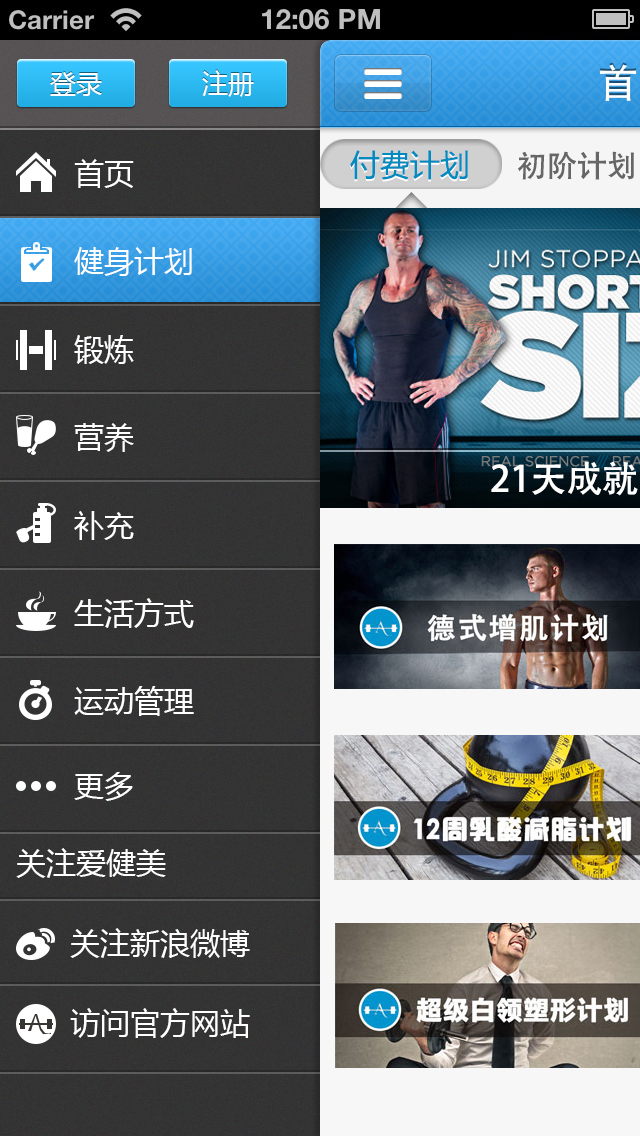 Carrier
12:06 PM
登录
注册
首页
健身计划
锻炼
营养
补充
生活方式
运动管理
更多
关注爱健美
关注新浪微博
访问官方网站
首
付费计划
初阶计划
JIM STOPPA
SHORT
SIZ
REAL SCIENCE // REA
21天成就
德式增肌计划
12周乳酸减脂计划
超级白领塑形计划